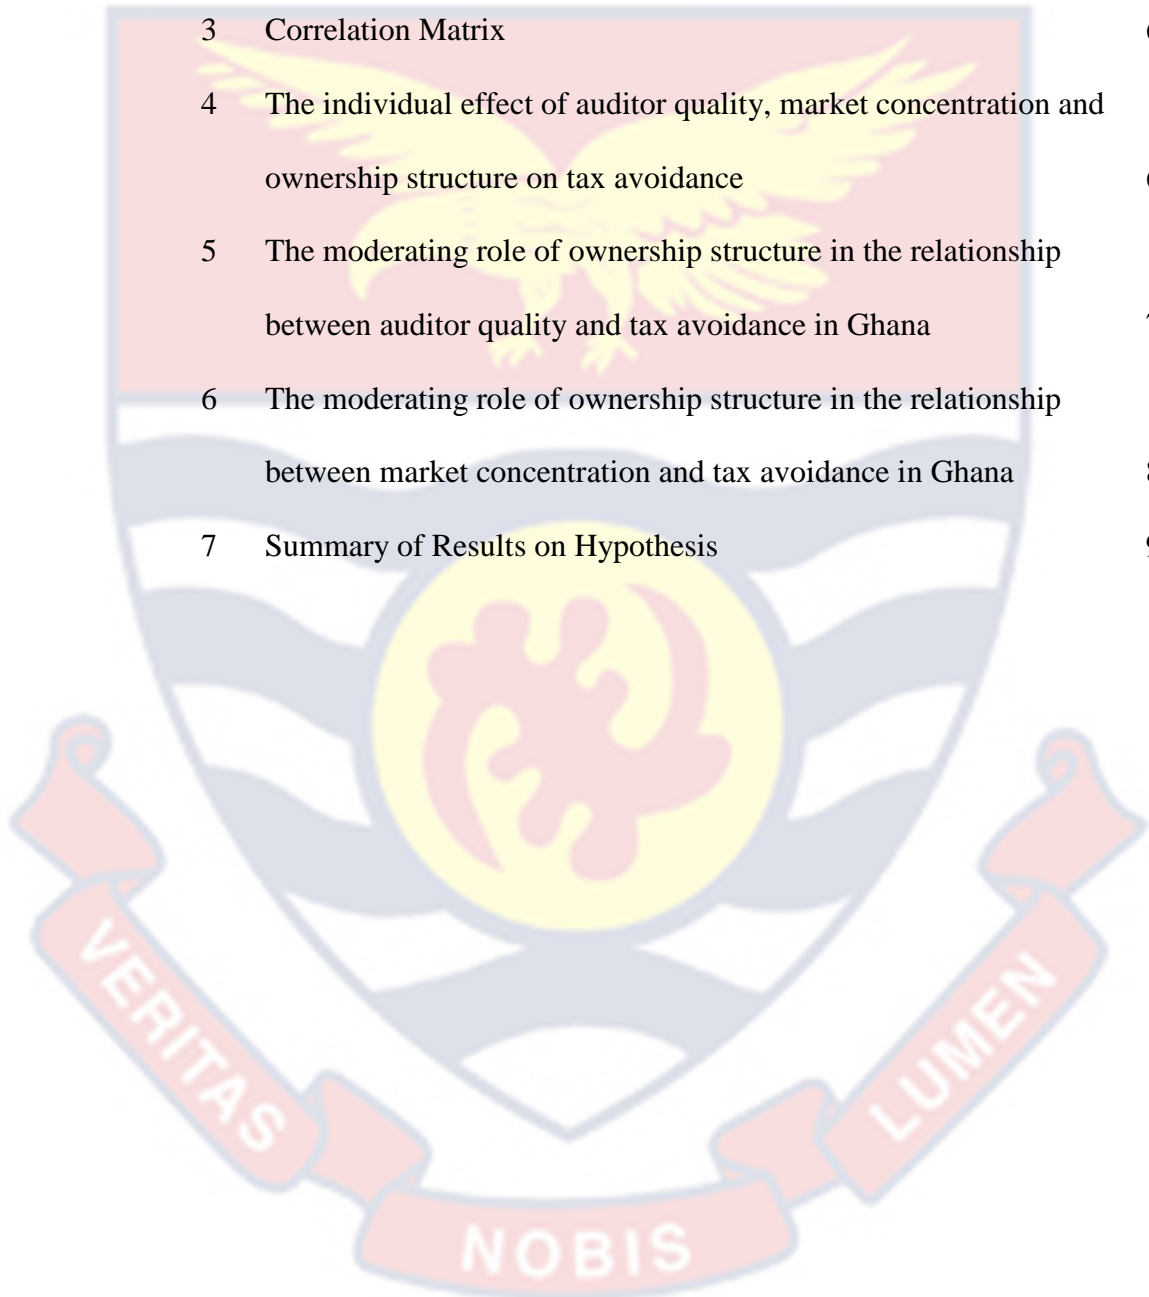 3 Correlation Matrix
4 The individual effect of auditor quality, market concentration and
ownership structure on tax avoidance
5 The moderating role of ownership structure in the relationship
between auditor quality and tax avoidance in Ghana
6 The moderating role of ownership structure in the relationship
between market concentration and tax avoidance in Ghana
7 Summary of Results on Hypothesis
VERITAS
NOBIS
LUMEN